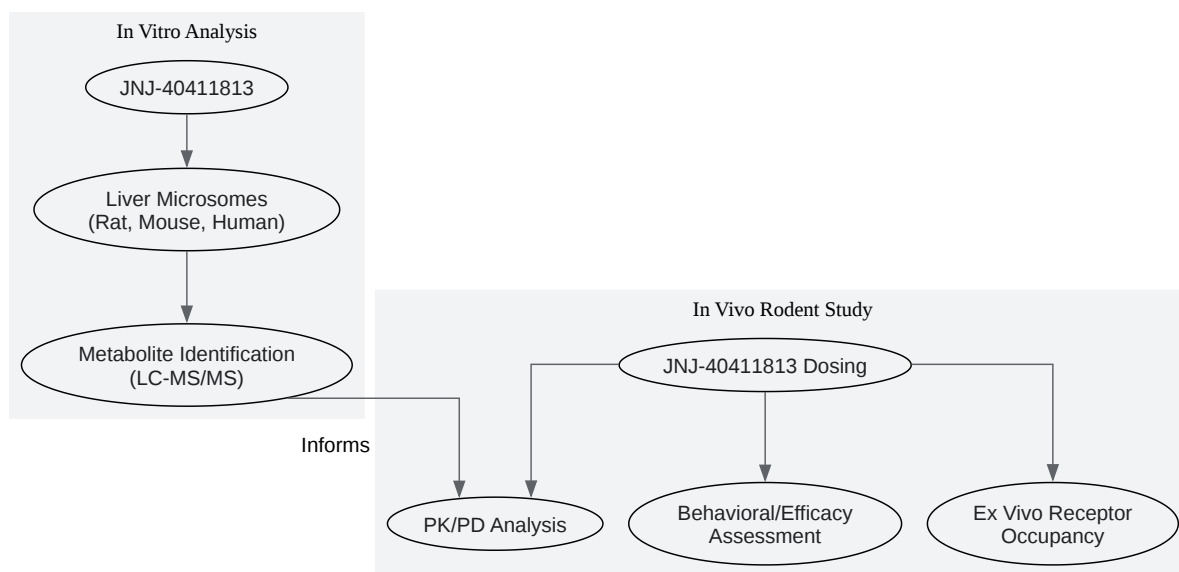 In Vitro Analysis
JNJ-40411813
Liver Microsomes
(Rat, Mouse, Human)
Metabolite Identification
(LC-MS/MS)
Informs
In Vivo Rodent Study
JNJ-40411813 Dosing
PK/PD Analysis
Behavioral/Efficacy
Assessment
Ex Vivo Receptor
Occupancy